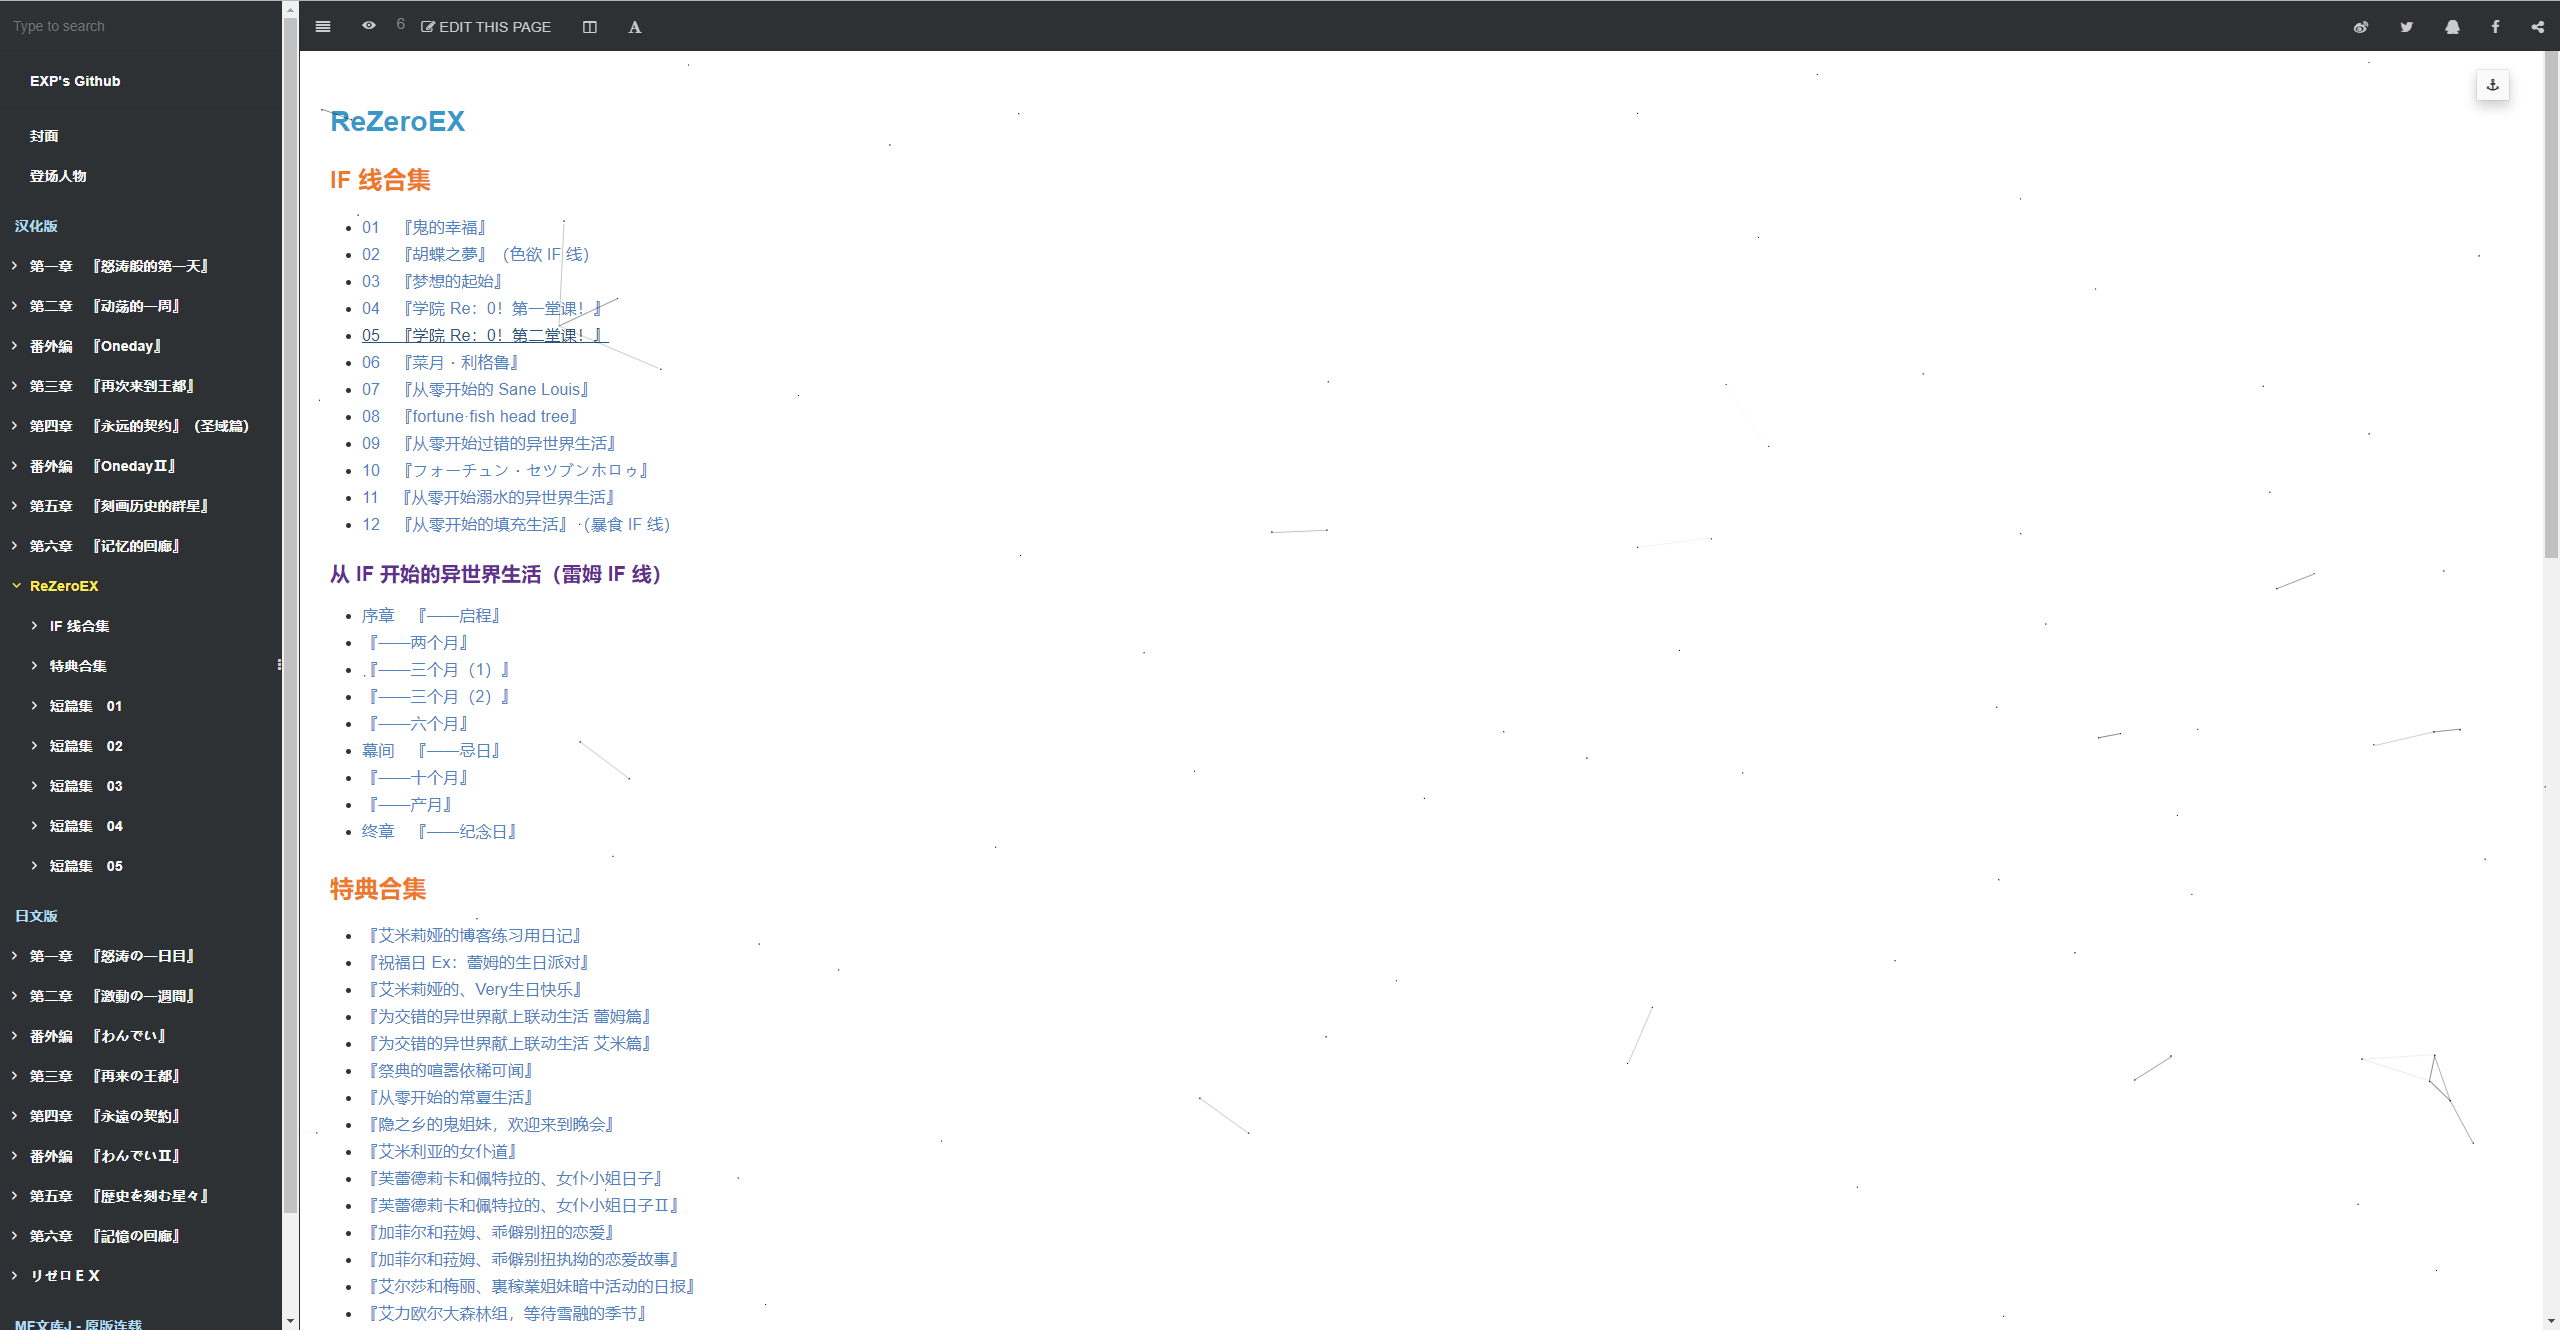 Type to search
EXP's Github
封面
登场人物
汉化版
第一章　『怒涛般的第一天』
第二章　『动荡的一周』
番外编　『Oneday』
第三章　『再次来到王都』
第四章　『永远的契约』（圣域篇）
番外编　『OnedayⅡ』
第五章　『刻画历史的群星』
第六章　『记忆的回廊』
ReZeroEX
IF 线合集
特典合集
短篇集　01
短篇集　02
短篇集　03
短篇集　04
短篇集　05
日文版
第一章　『怒涛の一日目』
第二章　『激動の一週間』
番外編　『わんでい』
第三章　『再来の王都』
第四章　『永遠の契約』
番外編　『わんでいⅡ』
第五章　『歴史を刻む星々』
第六章　『記憶の回廊』
リゼロＥＸ
MF文库J - 原版连载
6 EDIT THIS PAGE A
ReZeroEX
IF 线合集
01　『鬼的幸福』
02　『胡蝶之夢』（色欲 IF 线）
03　『梦想的起始』
04　『学院 Re：0！第一堂课！』
05　『学院 Re：0！第二堂课！』
06　『菜月・利格鲁』
07　『从零开始的 Sane Louis』
08　『fortune·fish head tree』
09　『从零开始过错的异世界生活』
10　『フォーチュン・セツブンホロゥ』
11　『从零开始溺水的异世界生活』
12　『从零开始的填充生活』（暴食 IF 线）
从 IF 开始的异世界生活（雷姆 IF 线）
序章　『——启程』
『——两个月』
『——三个月（1）』
『——三个月（2）』
『——六个月』
幕间　『——忌日』
『——十个月』
『——产月』
终章　『——纪念日』
特典合集
『艾米莉娅的博客练习用日记』
『祝福日 Ex：蕾姆的生日派对』
『艾米莉娅的、Very生日快乐』
『为交错的异世界献上联动生活 蕾姆篇』
『为交错的异世界献上联动生活 艾米篇』
『祭典的喧嚣依稀可闻』
『从零开始的常夏生活』
『隐之乡的鬼姐妹，欢迎来到晚会』
『艾米利亚的女仆道』
『芙蕾德莉卡和佩特拉的、女仆小姐日子』
『芙蕾德莉卡和佩特拉的、女仆小姐日子Ⅱ』
『加菲尔和菈姆、乖僻别扭的恋爱』
『加菲尔和菈姆、乖僻别扭执拗的恋爱故事』
『艾尔莎和梅丽、裏稼業姐妹暗中活动的日报』
『艾力欧尔大森林组，等待雪融的季节』